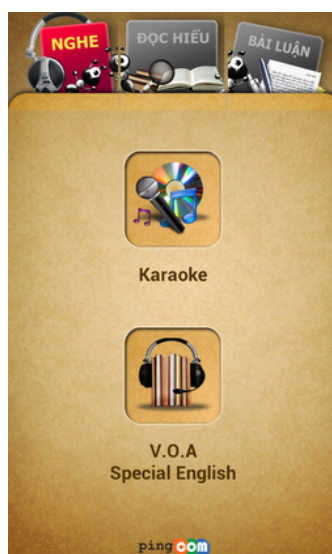 NGHE
ĐỌC HIỂU
BÀI LUẬN
Karaoke
V.O.A
Special English
pingcom